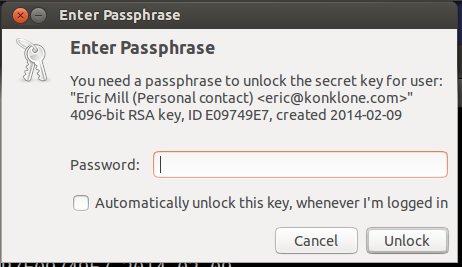 Enter Passphrase
Enter Passphrase
You need a passphrase to unlock the secret key for user:
"Eric Mill (Personal contact) <eric@konklone.com>"
4096-bit RSA key, ID E09749E7, created 2014-02-09
Password:
Automatically unlock this key, whenever I'm logged in
Cancel Unlock